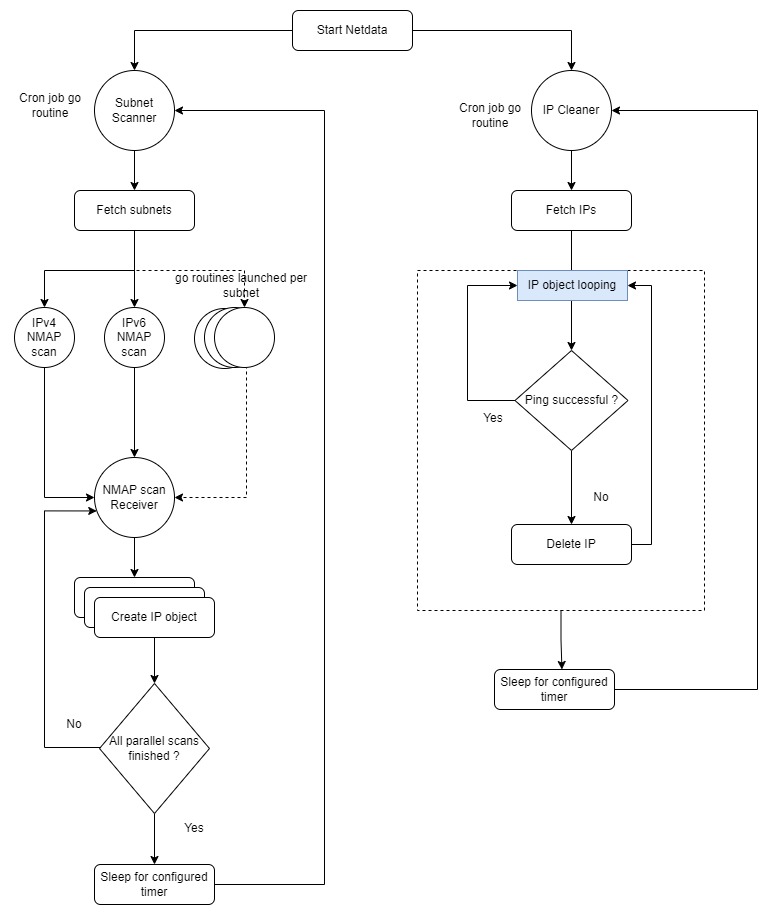 Start Netdata
Cron job go
routine
Subnet
Scanner
Fetch subnets
go routines launched per
subnet
IPv4
NMAP
scan
IPv6
NMAP
scan
NMAP scan
Receiver
Create IP object
No
All parallel scans
finished ?
Yes
Sleep for configured
timer
Cron job go
routine
IP Cleaner
Fetch IPs
IP object looping
Ping successful ?
Yes
No
Delete IP
Sleep for configured
timer